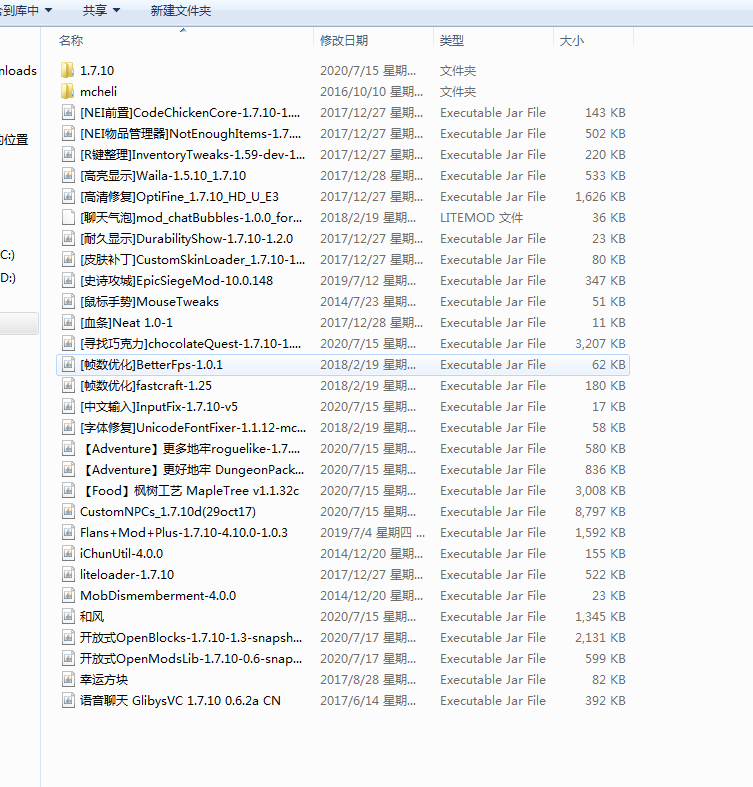 含到库中 共享 新建文件夹
名称 修改日期 类型 大小
nloads
的位置
C:)
D:)
1.7.10 2020/7/15 星期... 文件夹
mcheli 2016/10/10 星期... 文件夹
[NEI前置]CodeChickenCore-1.7.10-1.... 2017/12/27 星期... Executable Jar File 143 KB
[NEI物品管理器]NotEnoughItems-1.7.... 2017/12/27 星期... Executable Jar File 502 KB
[R键整理]InventoryTweaks-1.59-dev-1... 2017/12/27 星期... Executable Jar File 220 KB
[高亮显示]Waila-1.5.10_1.7.10 2017/12/28 星期... Executable Jar File 533 KB
[高清修复]OptiFine_1.7.10_HD_U_E3 2017/12/27 星期... Executable Jar File 1,626 KB
[聊天气泡]mod_chatBubbles-1.0.0_for... 2018/2/19 星期... LITEMOD 文件 36 KB
[耐久显示]DurabilityShow-1.7.10-1.2.0 2017/12/27 星期... Executable Jar File 23 KB
[皮肤补丁]CustomSkinLoader_1.7.10-1... 2017/12/27 星期... Executable Jar File 80 KB
[史诗攻城]EpicSiegeMod-10.0.148 2019/7/12 星期... Executable Jar File 347 KB
[鼠标手势]MouseTweaks 2014/7/23 星期... Executable Jar File 51 KB
[血条]Neat 1.0-1 2017/12/28 星期... Executable Jar File 11 KB
[寻找巧克力]chocolateQuest-1.7.10-1.... 2020/7/15 星期... Executable Jar File 3,207 KB
[帧数优化]BetterFps-1.0.1 2018/2/19 星期... Executable Jar File 62 KB
[帧数优化]fastcraft-1.25 2018/2/19 星期... Executable Jar File 180 KB
[中文输入]InputFix-1.7.10-v5 2020/7/15 星期... Executable Jar File 17 KB
[字体修复]UnicodeFontFixer-1.1.12-mc... 2018/2/19 星期... Executable Jar File 58 KB
【Adventure】更多地牢roguelike-1.7.... 2020/7/15 星期... Executable Jar File 580 KB
【Adventure】更好地牢 DungeonPack... 2020/7/15 星期... Executable Jar File 836 KB
【Food】枫树工艺 MapleTree v1.1.32c 2020/7/15 星期... Executable Jar File 3,008 KB
CustomNPCs_1.7.10d(29oct17) 2020/7/15 星期... Executable Jar File 8,797 KB
Flans+Mod+Plus-1.7.10-4.10.0-1.0.3 2019/7/4 星期四 ... Executable Jar File 1,592 KB
iChunUtil-4.0.0 2014/12/20 星期... Executable Jar File 155 KB
liteloader-1.7.10 2017/12/27 星期... Executable Jar File 522 KB
MobDismemberment-4.0.0 2014/12/20 星期... Executable Jar File 23 KB
和风 2020/7/15 星期... Executable Jar File 1,345 KB
开放式OpenBlocks-1.7.10-1.3-snapsh... 2020/7/17 星期... Executable Jar File 2,131 KB
开放式OpenModsLib-1.7.10-0.6-snap... 2020/7/17 星期... Executable Jar File 599 KB
幸运方块 2017/8/28 星期... Executable Jar File 82 KB
语音聊天 GlibysVC 1.7.10 0.6.2a CN 2017/6/14 星期... Executable Jar File 392 KB